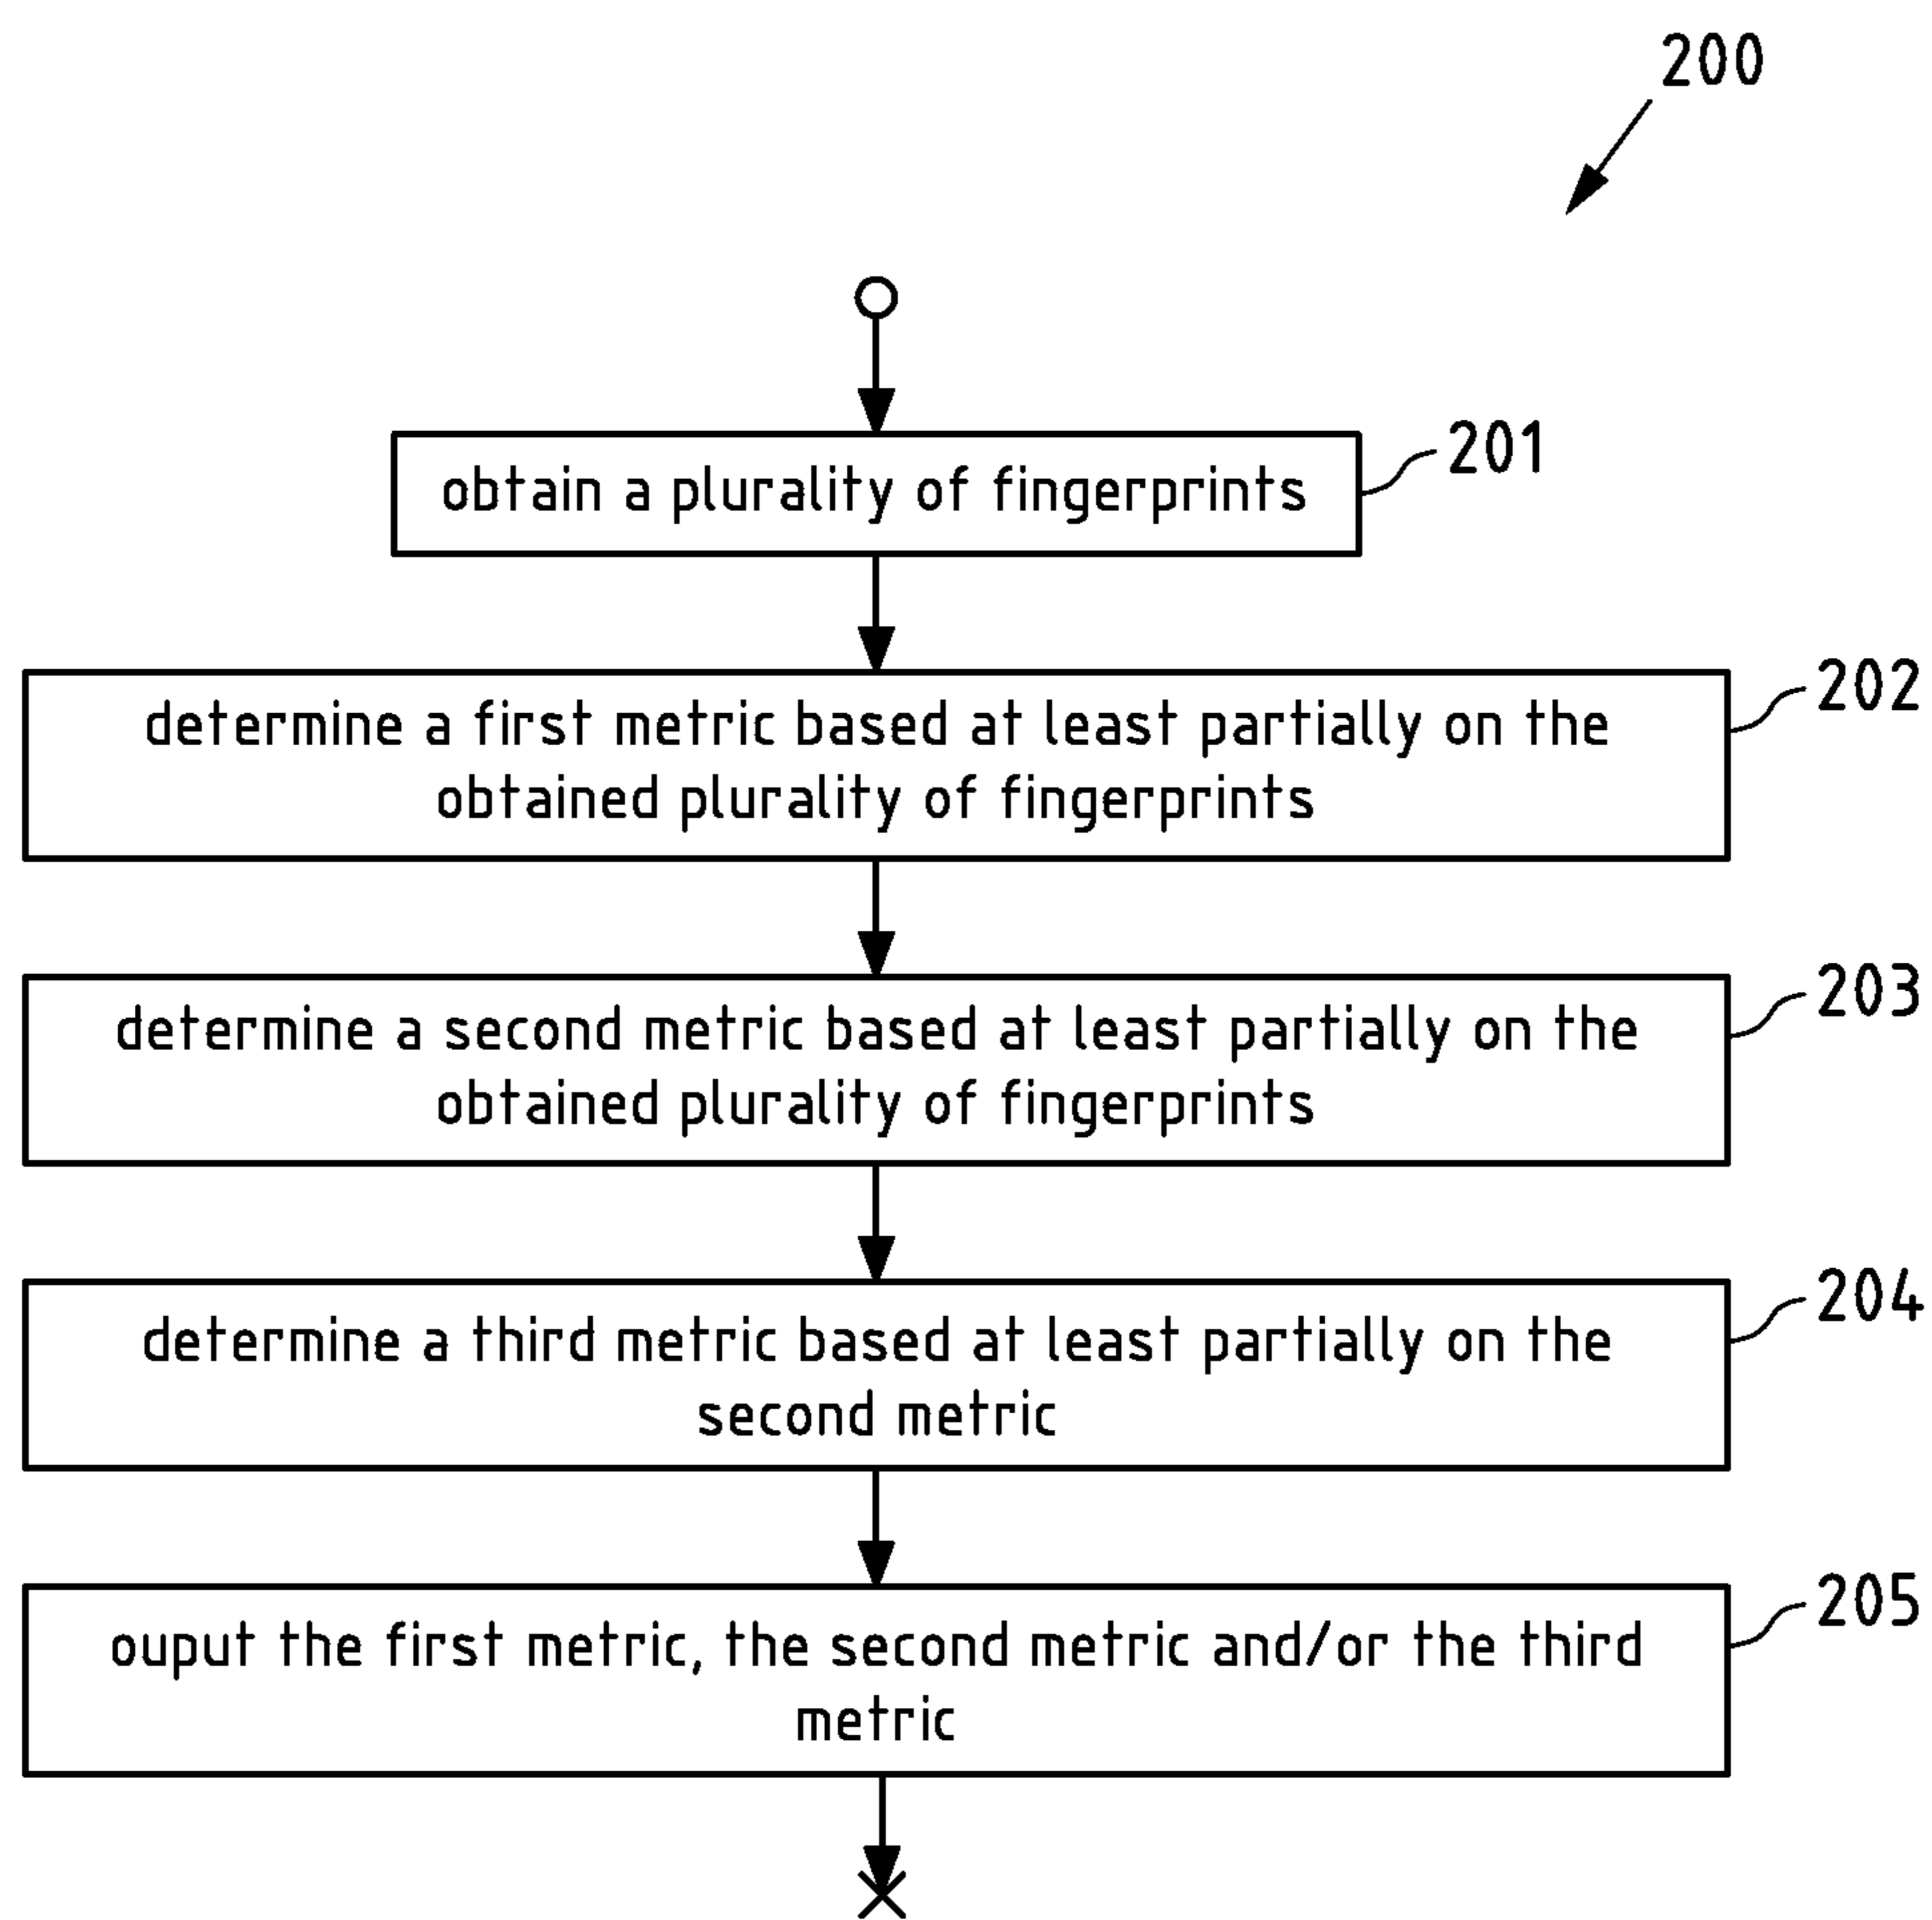 200
obtain a plurality of fingerprints
201
determine a first metric based at least partially on the
obtained plurality of fingerprints
202
determine a second metric based at least partially on the
obtained plurality of fingerprints
203
determine a third metric based at least partially on the
second metric
204
ouput the first metric, the second metric and/or the third
metric
205